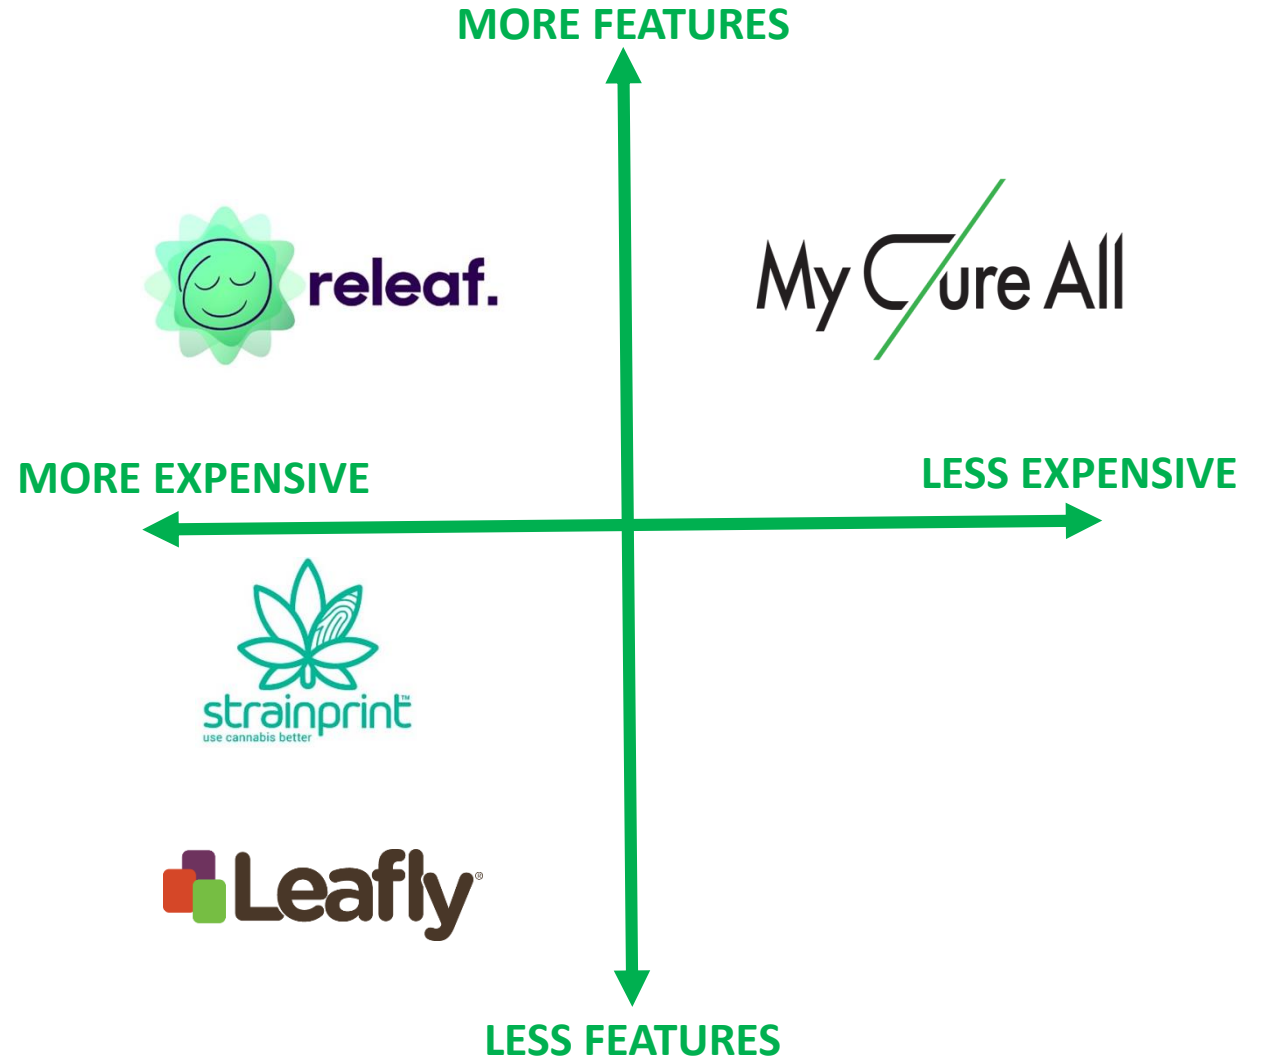 MORE FEATURES
releaf.
My Cure All
MORE EXPENSIVE
LESS EXPENSIVE
strainprint™
use cannabis better
Leafly®
LESS FEATURES